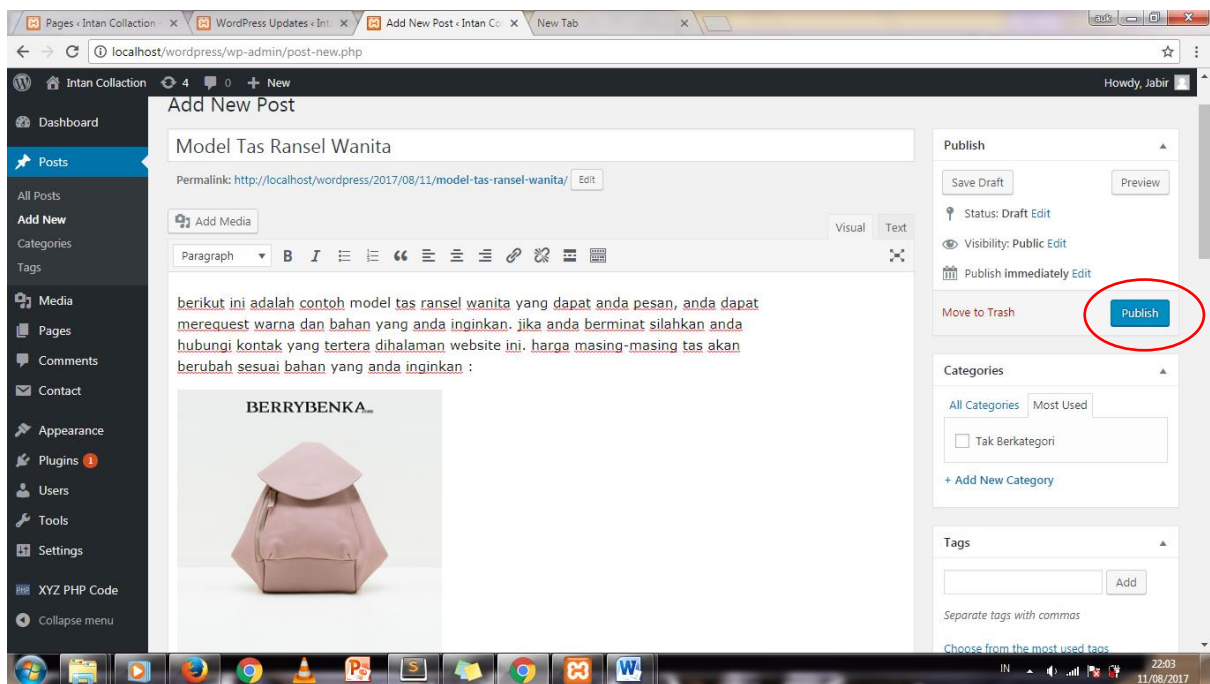 Pages ‹ Intan Collaction -
WordPress Updates ‹ Int
Add New Post ‹ Intan Co
New Tab
localhost/wordpress/wp-admin/post-new.php
Intan Collaction 4 0 + New
Howdy, Jabir
Dashboard
Posts
All Posts
Add New
Categories
Tags
Media
Pages
Comments
Contact
Appearance
Plugins 1
Users
Tools
Settings
PHP XYZ PHP Code
Collapse menu
Add New Post
Model Tas Ransel Wanita
Permalink: http://localhost/wordpress/2017/08/11/model-tas-ransel-wanita/ Edit
Add Media
Visual Text
Paragraph B I
berikut ini adalah contoh model tas ransel wanita yang dapat anda pesan, anda dapat
merequest warna dan bahan yang anda inginkan. jika anda berminat silahkan anda
hubungi kontak yang tertera dihalaman website ini. harga masing-masing tas akan
berubah sesuai bahan yang anda inginkan :
BERRYBENKA
Publish
Save Draft Preview
Status: Draft Edit
Visibility: Public Edit
Publish immediately Edit
Move to Trash Publish
Categories
All Categories Most Used
Tak Berkategori
+ Add New Category
Tags
Add
Separate tags with commas
Choose from the most used tags
IN
22:03
11/08/2017